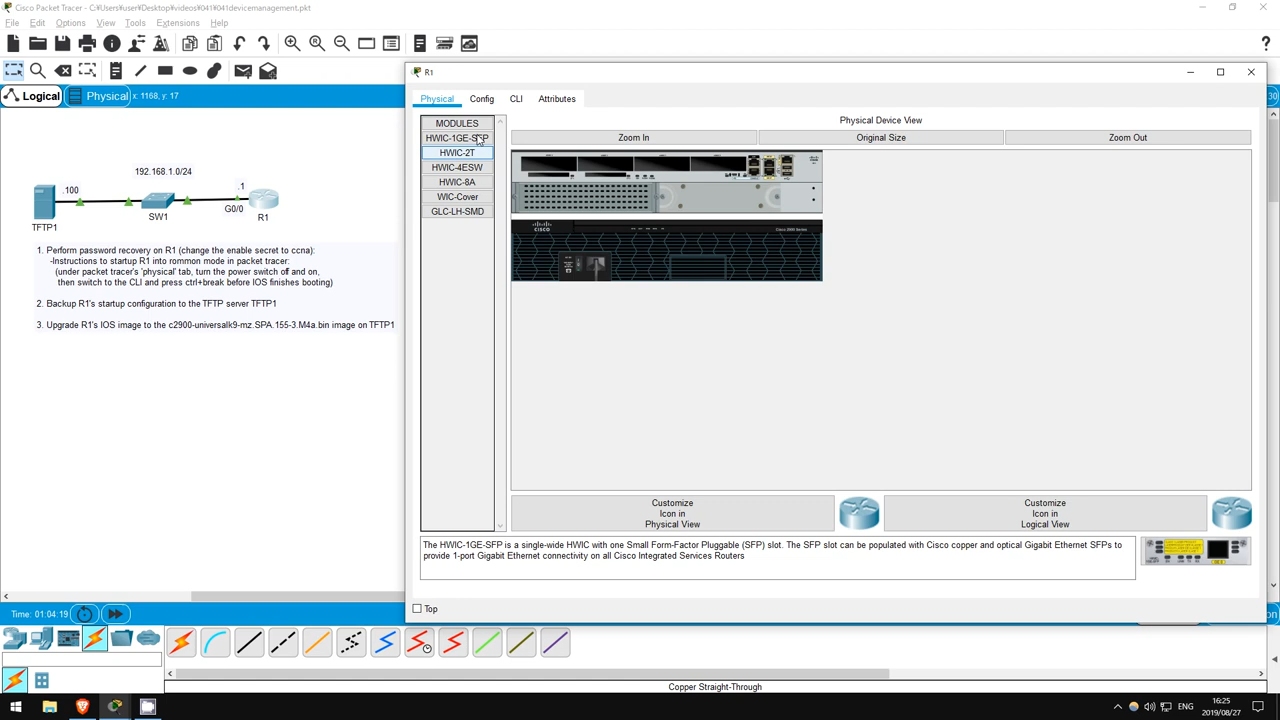 Cisco Packet Tracer - C:\Users\user\Desktop\videos\041\041devicemanagement.pkt
File Edit Options View Tools Extensions Help
R1
Logical Physical x: 1168, y: 17
Physical Config CLI Attributes
MODULES
HWIC-1GE-SFP
HWIC-2T
HWIC-4ESW
HWIC-8A
WIC-Cover
GLC-LH-SMD
Physical Device View
Zoom In Original Size Zoom Out
CISCO
192.168.1.0/24
.100
.1
G0/0
TFTP1
SW1
R1
1. Perform password recovery on R1 (change the enable secret to ccna):
-Instructions to startup R1 into rommon mode in packet tracer:
(under packet tracer's 'physical' tab, turn the power switch off and on,
then switch to the CLI and press ctrl+break before IOS finishes booting)
2. Backup R1's startup configuration to the TFTP server TFTP1
3. Upgrade R1's IOS image to the c2900-universalk9-mz.SPA.155-3.M4a.bin image on TFTP1
Customize
Icon in
Physical View
Customize
Icon in
Logical View
The HWIC-1GE-SFP is a single-wide HWIC with one Small Form-Factor Pluggable (SFP) slot. The SFP slot can be populated with Cisco copper and optical Gigabit Ethernet SFPs to
provide 1-port Gigabit Ethernet connectivity on all Cisco Integrated Services Routers
Top
Time: 01:04:19
Copper Straight-Through
ENG
16:25
2019/08/27